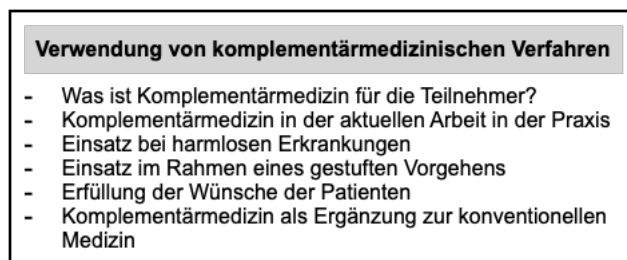 Verwendung von komplementärmedizinischen Verfahren
- Was ist Komplementärmedizin für die Teilnehmer?
- Komplementärmedizin in der aktuellen Arbeit in der Praxis
- Einsatz bei harmlosen Erkrankungen
- Einsatz im Rahmen eines gestuften Vorgehens
- Erfüllung der Wünsche der Patienten
- Komplementärmedizin als Ergänzung zur konventionellen
Medizin